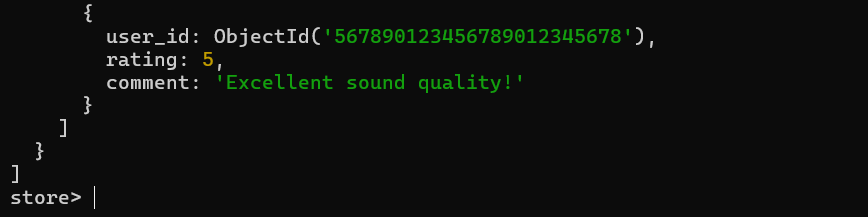 {
user_id: ObjectId('567890123456789012345678'),
rating: 5,
comment: 'Excellent sound quality!'
}
]
}
]
store>